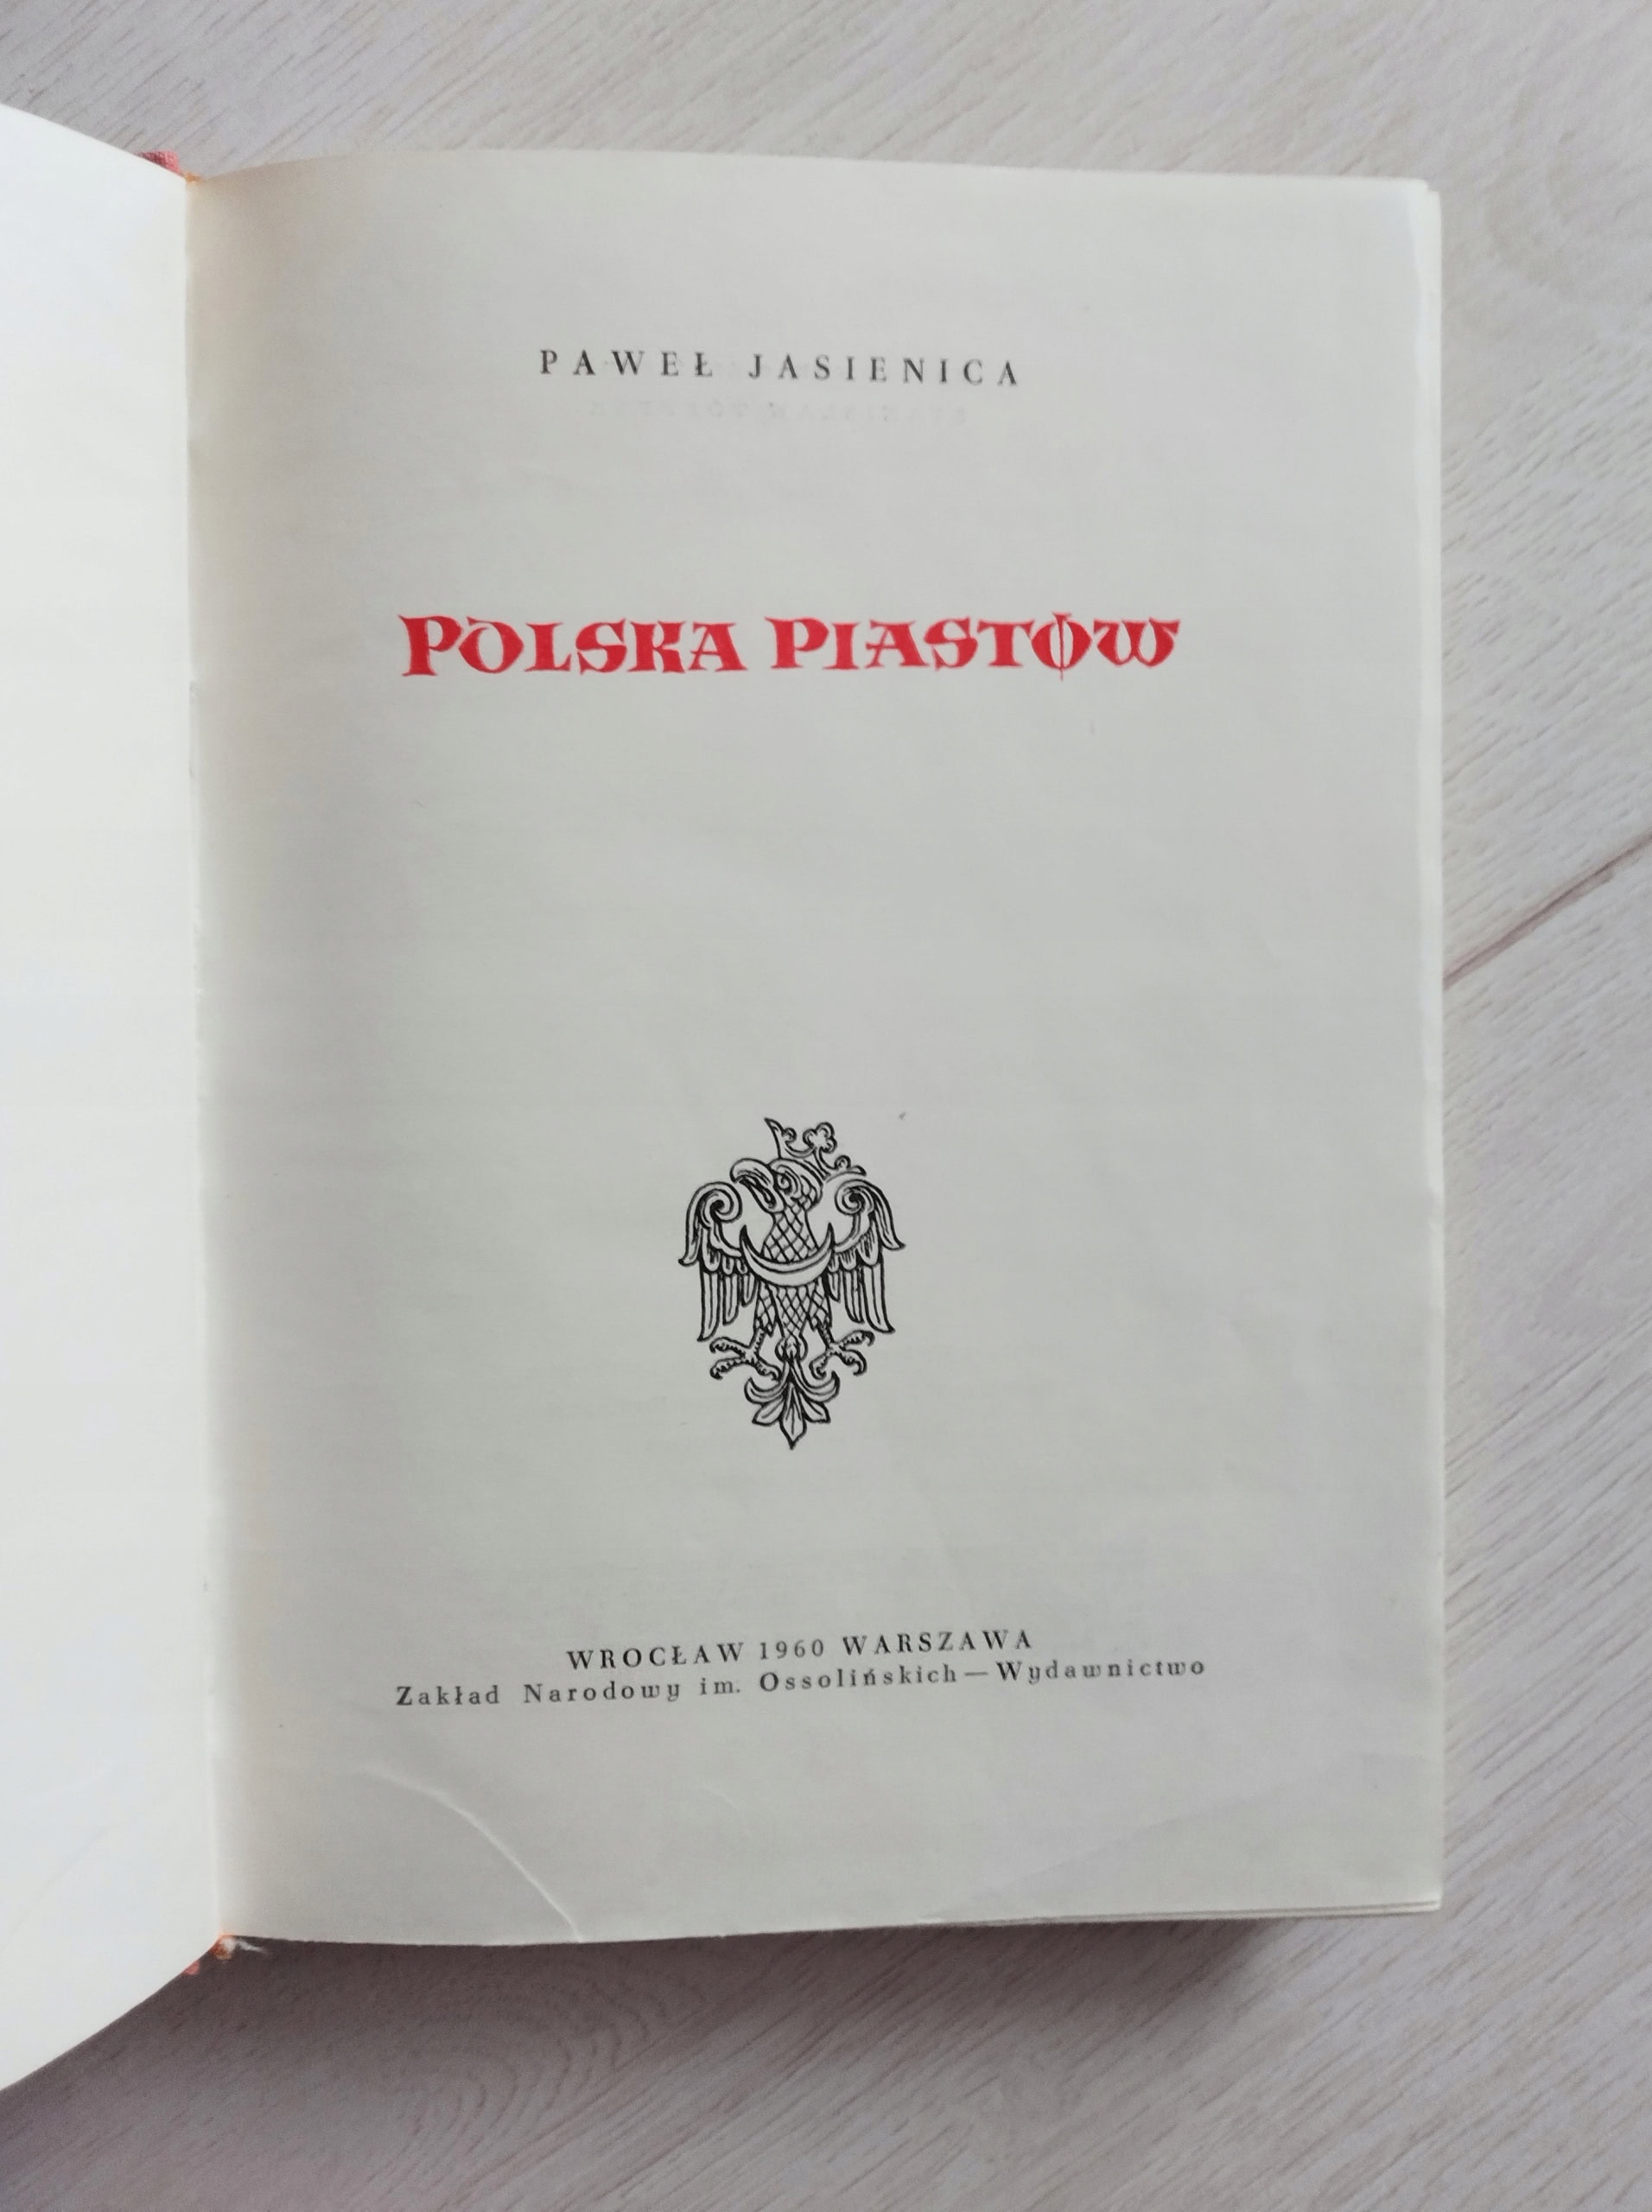 PAWEŁ JASIENICA
POLSKA PIASTÓW
WROCŁAW 1960 WARSZAWA
Zakład Narodowy im. Ossolińskich — Wydawnictwo